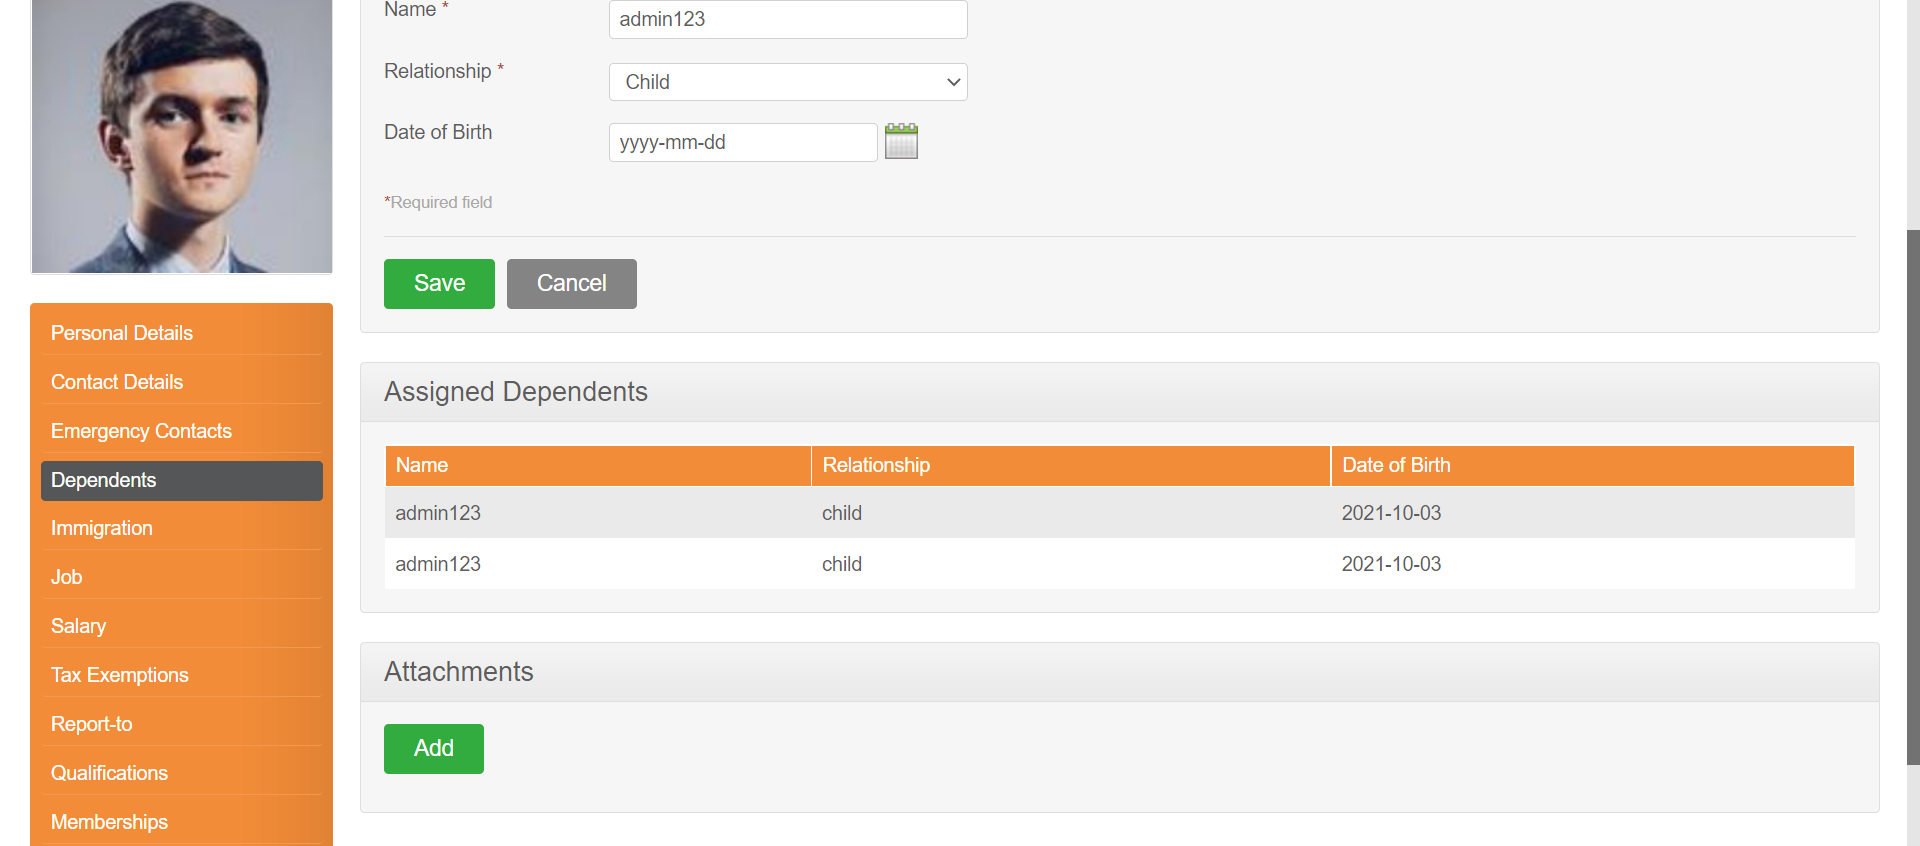 Name *
admin123
Relationship *
Child
Date of Birth
yyyy-mm-dd
*Required field
Save
Cancel
Personal Details
Contact Details
Emergency Contacts
Dependents
Immigration
Job
Salary
Tax Exemptions
Report-to
Qualifications
Memberships
Assigned Dependents
Name Relationship Date of Birth
admin123 child 2021-10-03
admin123 child 2021-10-03
Attachments
Add